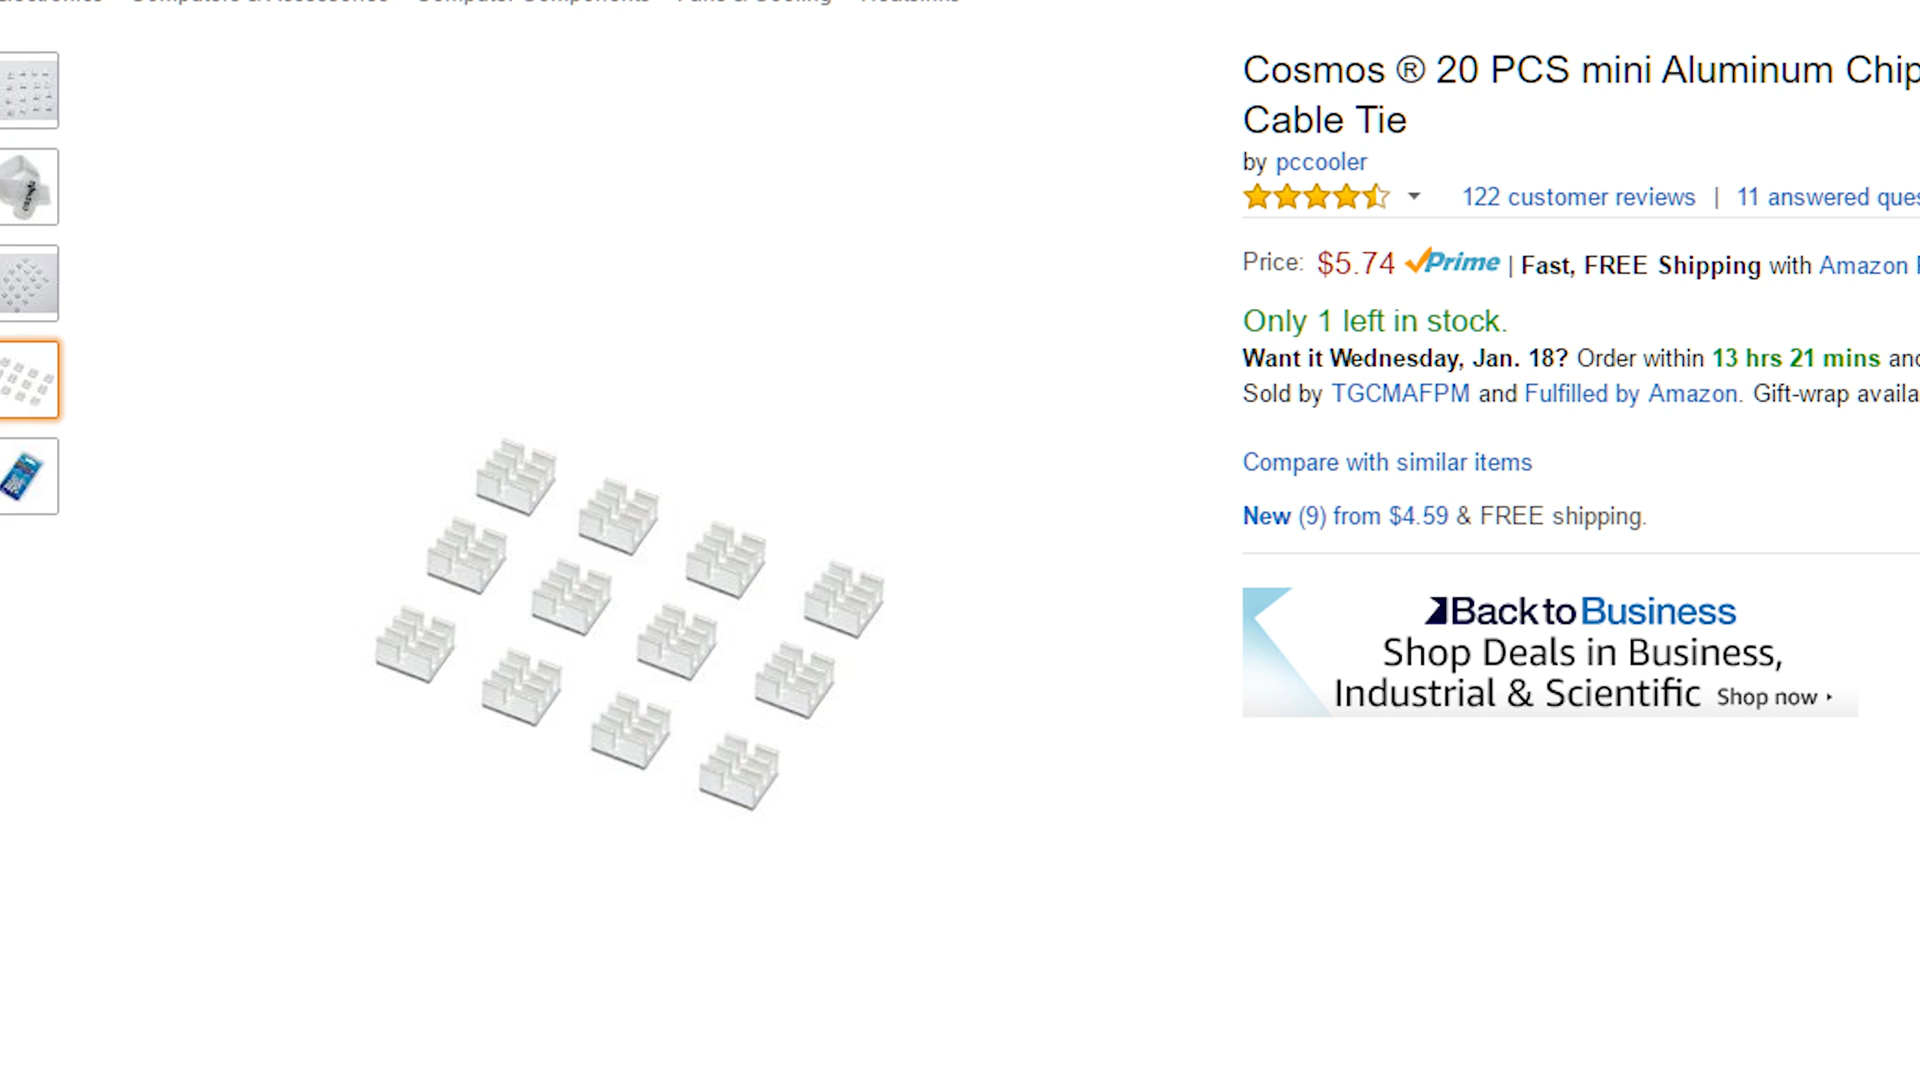 Cosmos ® 20 PCS mini Aluminum Chip
Cable Tie
by pccooler
122 customer reviews | 11 answered
Price: $5.74 Prime | Fast, FREE Shipping with Amazon
Only 1 left in stock.
Want it Wednesday, Jan. 18? Order within 13 hrs 21 mins
Sold by TGCMAFPM and Fulfilled by Amazon. Gift-wrap
Compare with similar items
New (9) from $4.59 & FREE shipping.
Back to Business
Shop Deals in Business,
Industrial & Scientific Shop now